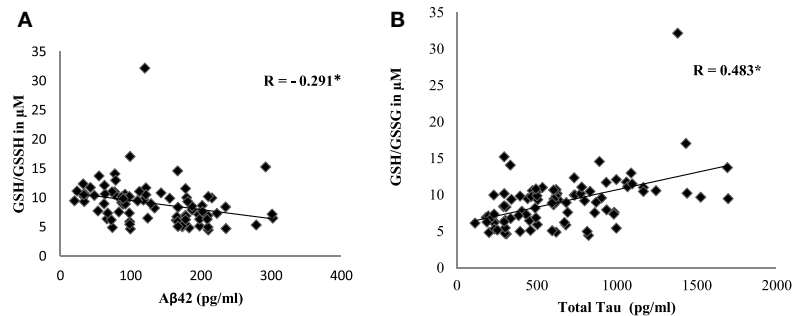 A
GSH/GSSH in µM
35
30
25
20
15
10
5
0
R = - 0.291*
0 100 200 300 400
Aβ42 (pg/ml)
B
GSH/GSSG in µM
35
30
25
20
15
10
5
0
R = 0.483*
0 500 1000 1500 2000
Total Tau (pg/ml)